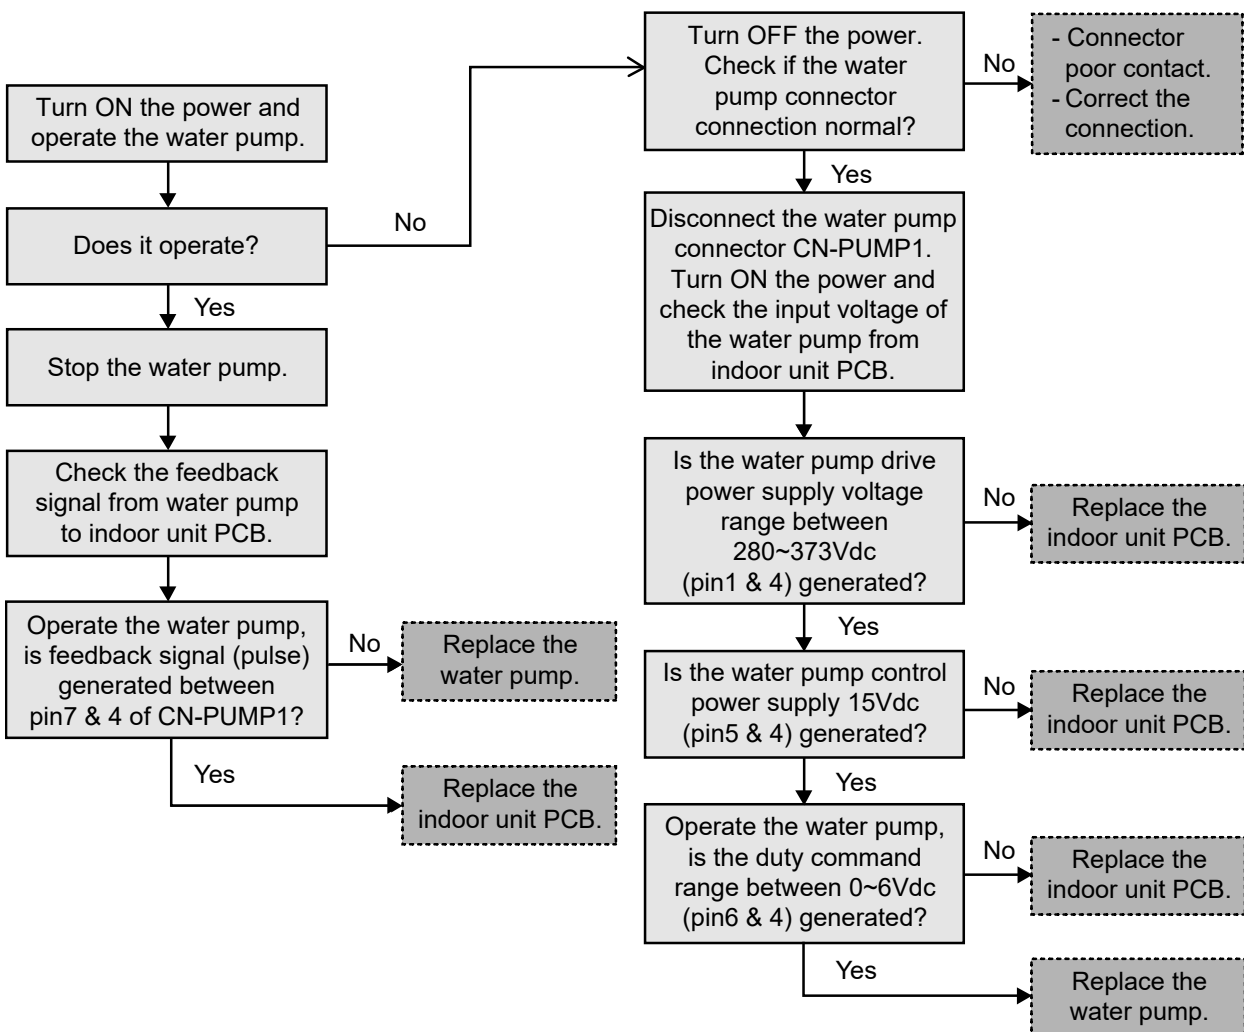 Turn ON the power and
operate the water pump.
Does it operate?
No
Yes
Stop the water pump.
Check the feedback
signal from water pump
to indoor unit PCB.
Operate the water pump,
is feedback signal (pulse)
generated between
pin7 & 4 of CN-PUMP1?
No
Replace the
water pump.
Yes
Replace the
indoor unit PCB.
Turn OFF the power.
Check if the water
pump connector
connection normal?
No
- Connector
poor contact.
- Correct the
connection.
Yes
Disconnect the water pump
connector CN-PUMP1.
Turn ON the power and
check the input voltage of
the water pump from
indoor unit PCB.
Is the water pump drive
power supply voltage
range between
280~373Vdc
(pin1 & 4) generated?
No
Replace the
indoor unit PCB.
Yes
Is the water pump control
power supply 15Vdc
(pin5 & 4) generated?
No
Replace the
indoor unit PCB.
Yes
Operate the water pump,
is the duty command
range between 0~6Vdc
(pin6 & 4) generated?
No
Replace the
indoor unit PCB.
Yes
Replace the
water pump.